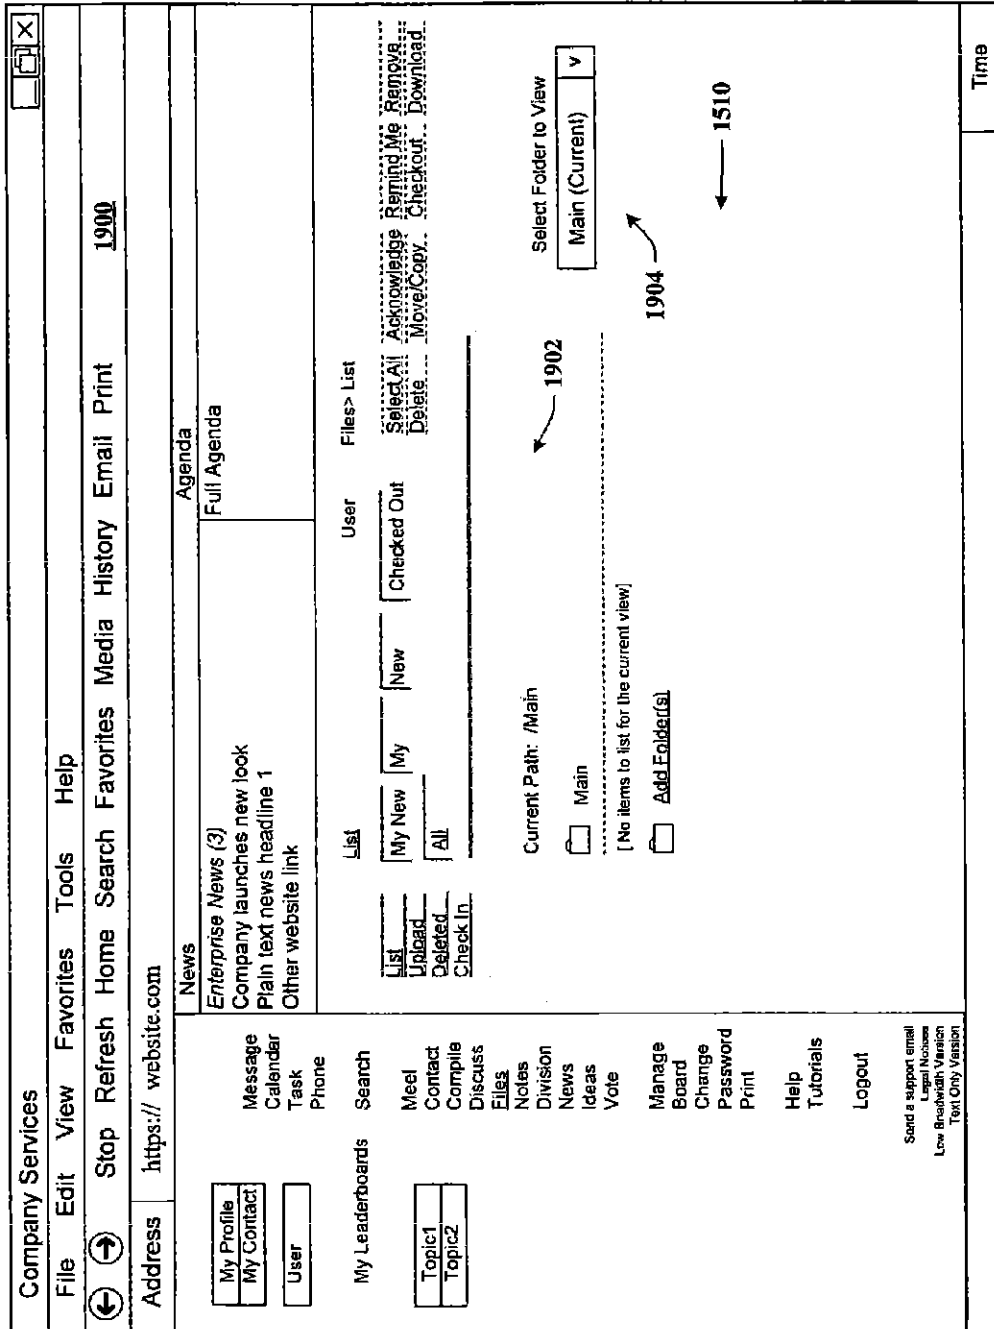 Company Services
File Edit View Favorites Tools Help
Stop Refresh Home Search Favorites Media History Email Print 1900
Address https:// website.com
News Agenda
Enterprise News (3) Full Agenda
Company launches new look
Plain text news headline 1
Other website link
My Profile
My Contact
User
My Leaderboards
Topic1
Topic2
Message
Calendar
Task
Phone
Search
Meet
Contact
Compile
Discuss
Files
Notes
Division
News
Ideas
Vote
Manage
Board
Change
Password
Print
Help
Tutorials
Logout
Send a support email
Legal Notices
Low Bnadwidth Version
Text Only Version
List User Files> List
List My New My New Checked Out Select All Acknowledge Remind Me Remove
Upload All Delete Move/Copy Checkout Download
Deleted
Check In
Current Path: /Main Select Folder to View
Main Main (Current) v
1902
1904
[ No items to list for the current view]
Add Folder(s)
1510
Time